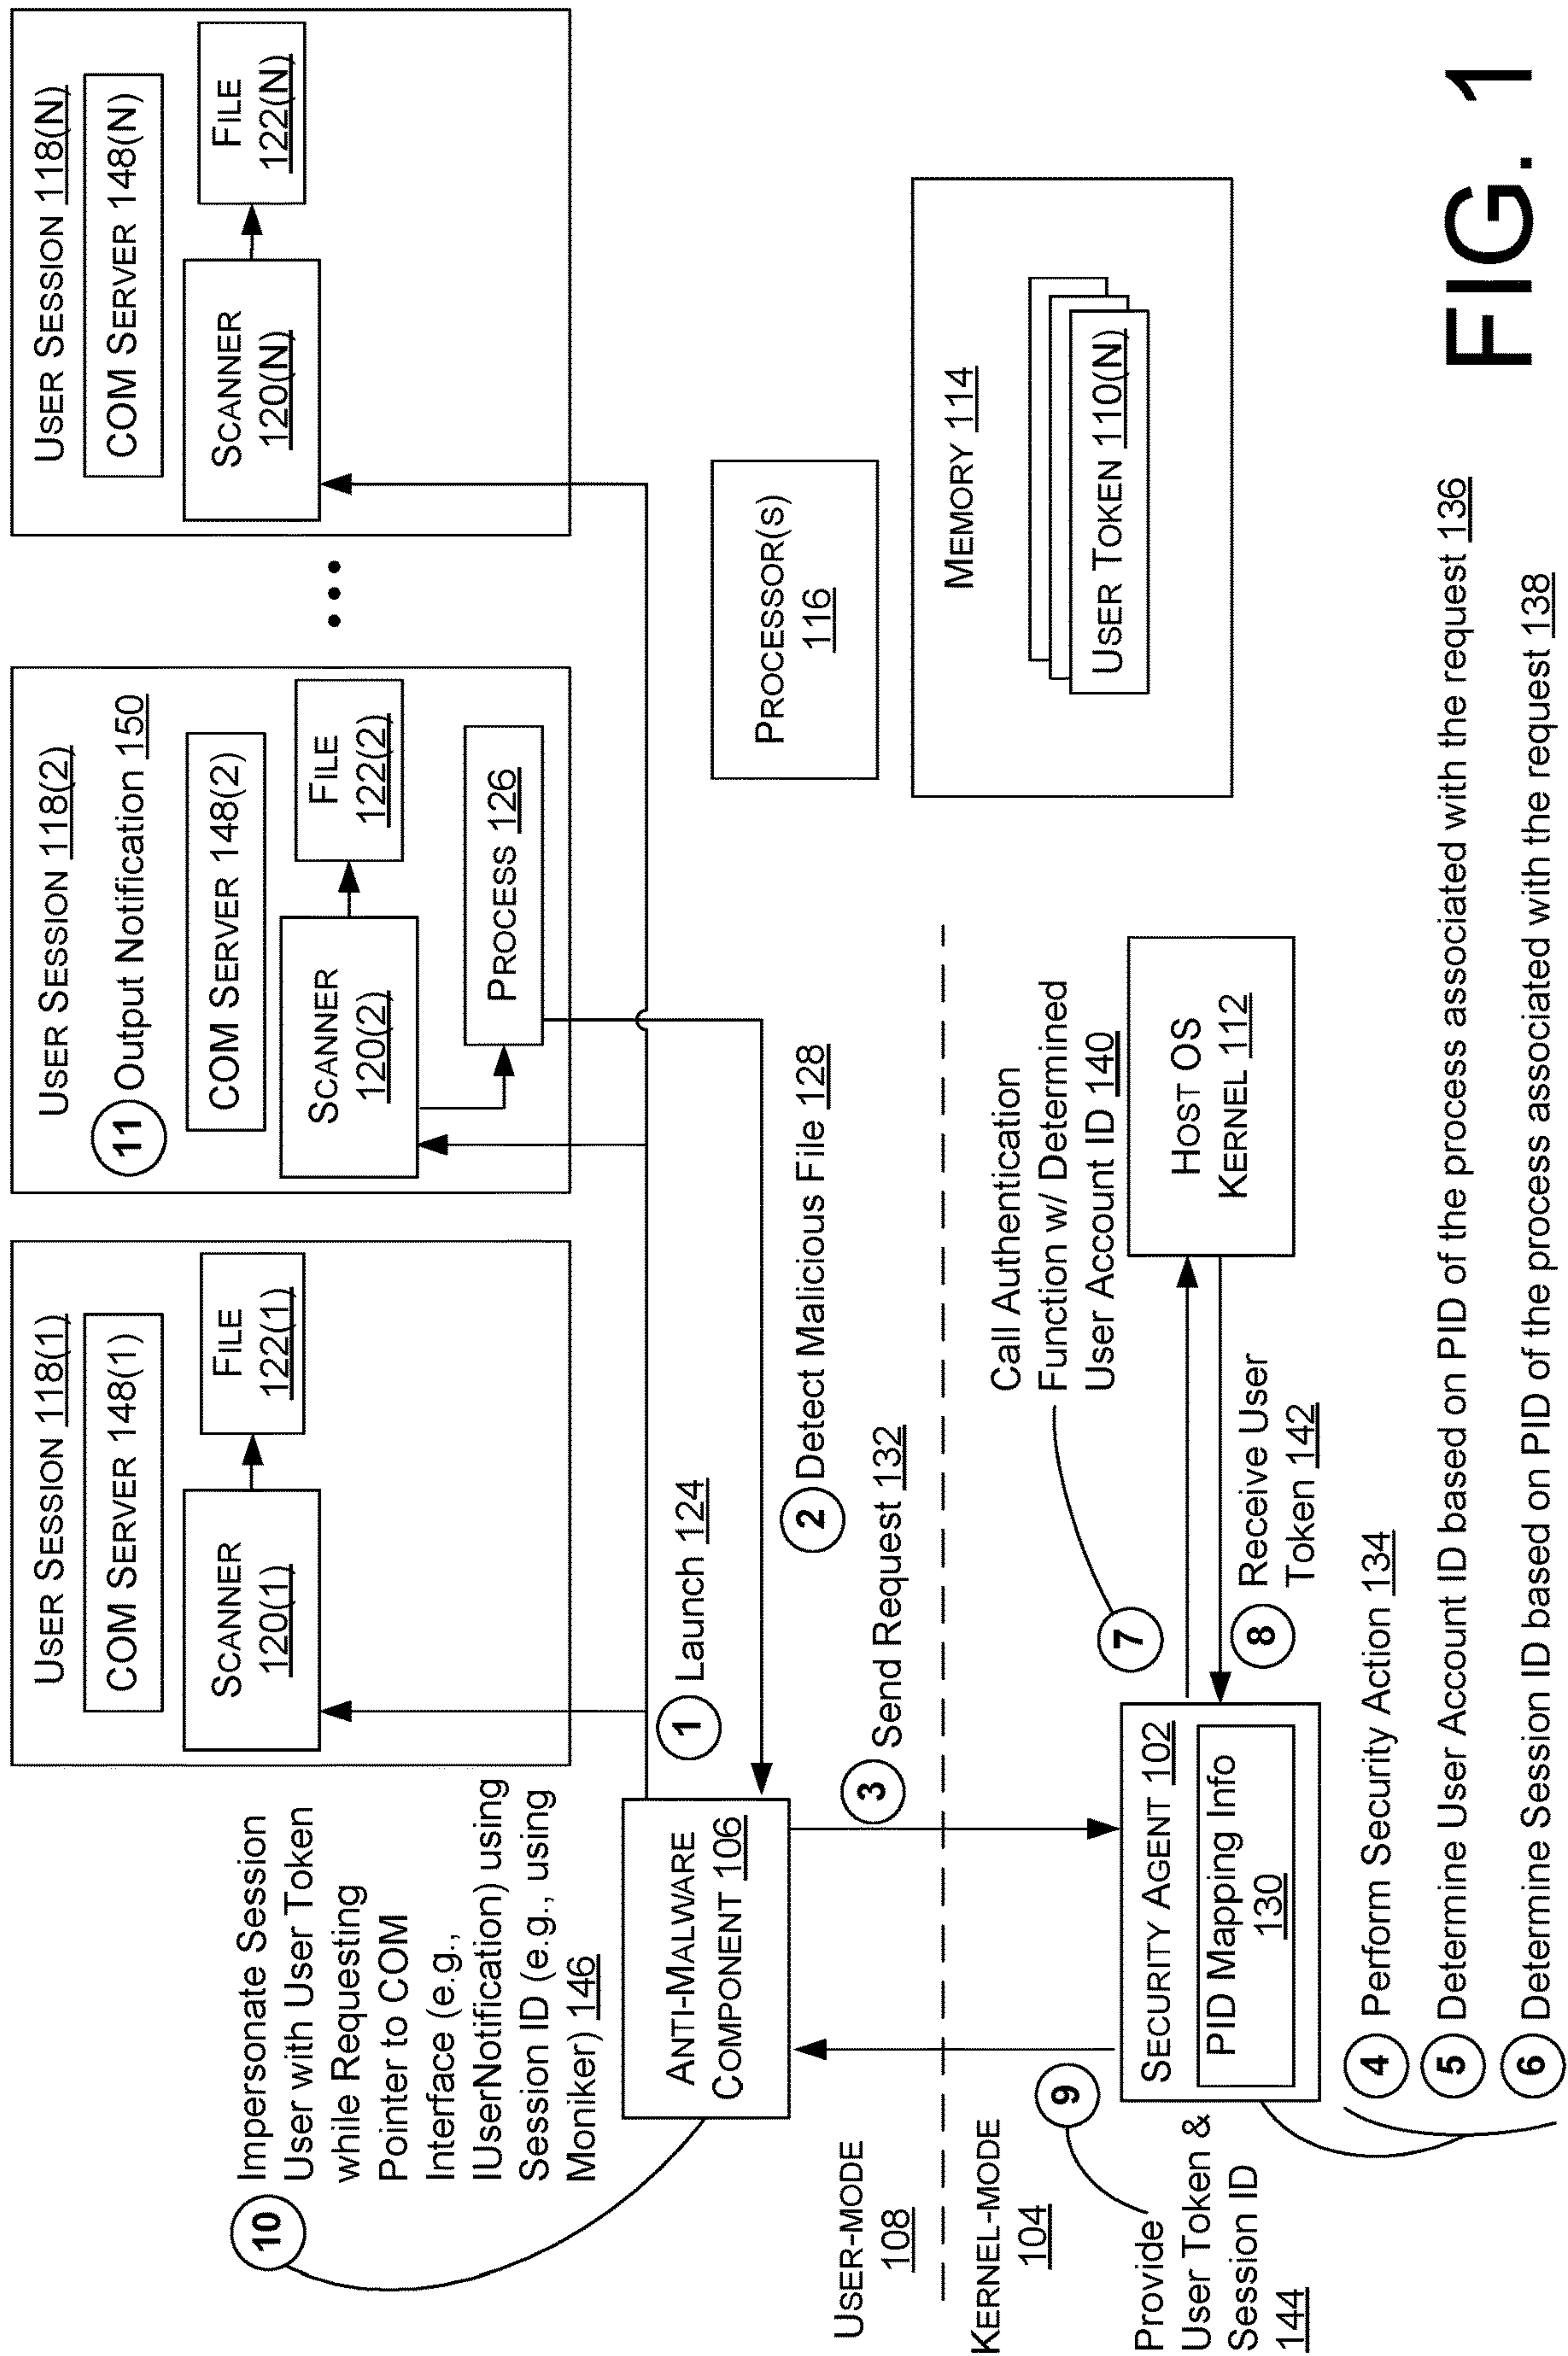 USER SESSION 118(1)
COM SERVER 148(1)
SCANNER
120(1)
FILE
122(1)
USER SESSION 118(2)
11 Output Notification 150
COM SERVER 148(2)
SCANNER
120(2)
FILE
122(2)
PROCESS 126
...
USER SESSION 118(N)
COM SERVER 148(N)
SCANNER
120(N)
FILE
122(N)
10
Impersonate Session
User with User Token
while Requesting
Pointer to COM
Interface (e.g.,
IUserNotification) using
Session ID (e.g., using
Moniker) 146
1 Launch 124
ANTI-MALWARE
COMPONENT 106
2 Detect Malicious File 128
3 Send Request 132
PROCESSOR(S)
116
MEMORY 114
USER TOKEN 110(N)
USER-MODE
108
KERNEL-MODE
104
Call Authentication
Function w/ Determined
User Account ID 140
7
HOST OS
KERNEL 112
8 Receive User
Token 142
9
Provide
User Token &
Session ID
144
SECURITY AGENT 102
PID Mapping Info
130
4 Perform Security Action 134
5 Determine User Account ID based on PID of the process associated with the request 136
6 Determine Session ID based on PID of the process associated with the request 138
FIG. 1